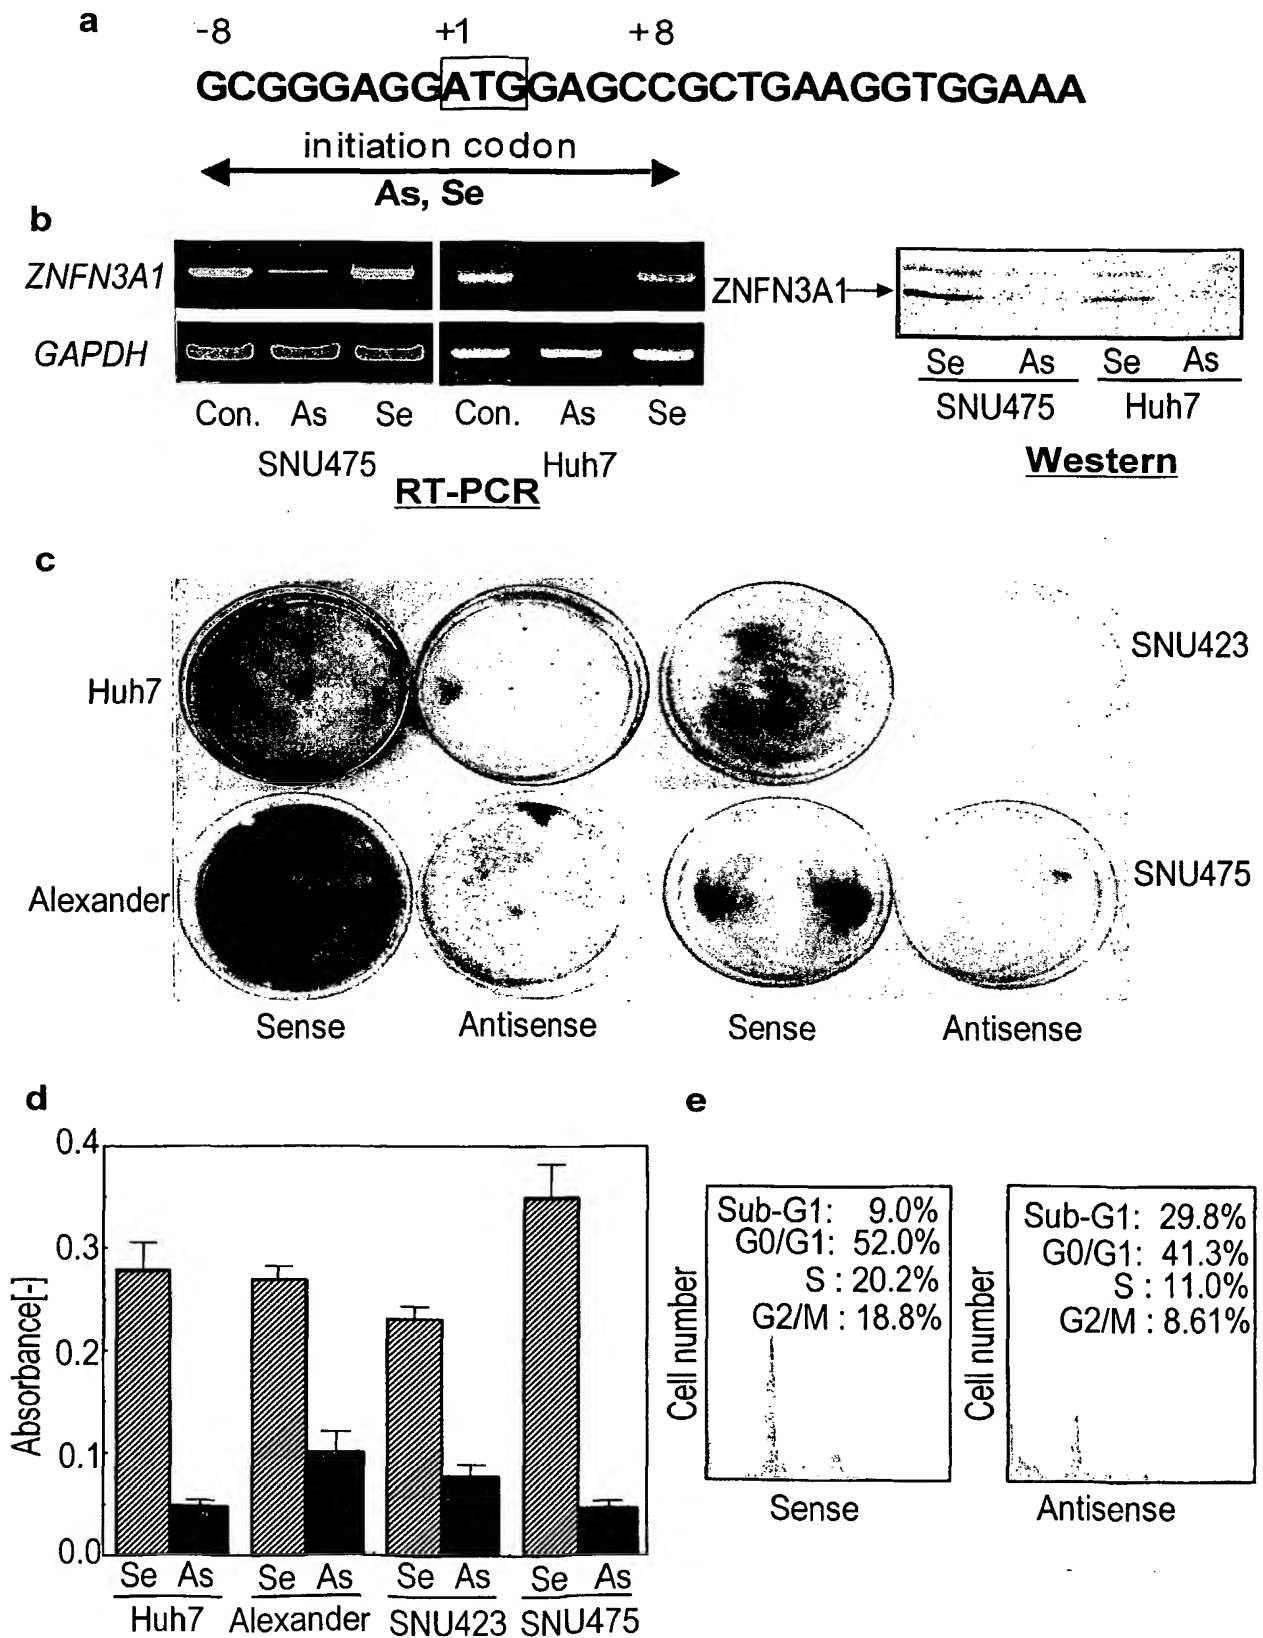 a
-8 +1 +8
GCGGGAGGATGGAGCCGCTGAAGGTGGAAA
initiation codon
As, Se
b
ZNFN3A1
GAPDH
Con. As Se Con. As Se
SNU475 Huh7
RT-PCR
ZNFN3A1
Se As Se As
SNU475 Huh7
Western
c
Huh7
SNU423
Alexander
SNU475
Sense Antisense Sense Antisense
d
Absorbance[-]
0.4
0.3
0.2
0.1
0.0
Se As Se As Se As Se As
Huh7 Alexander SNU423 SNU475
e
Cell number
Sub-G1: 9.0%
G0/G1: 52.0%
S : 20.2%
G2/M : 18.8%
Sense
Cell number
Sub-G1: 29.8%
G0/G1: 41.3%
S : 11.0%
G2/M : 8.61%
Antisense